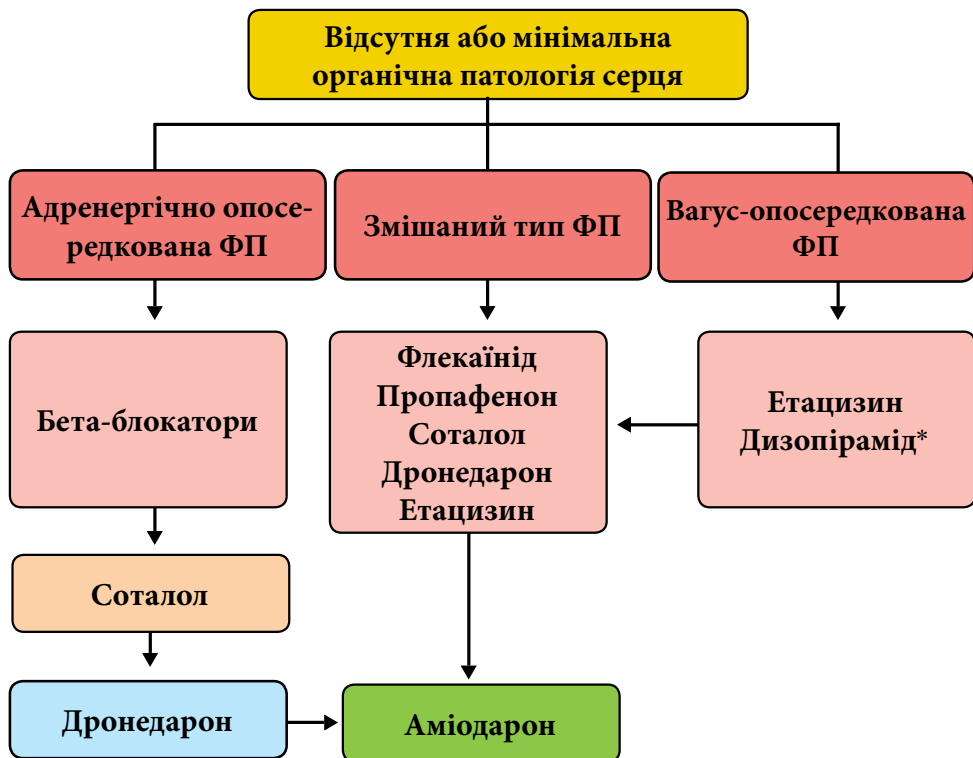 Відсутня або мінімальна
органічна патологія серця
Адренергічно опосе-
редкована ФП
Змішаний тип ФП
Вагус-опосередкована
ФП
Бета-блокатори
Флекаїнід
Пропафенон
Соталол
Дронедарон
Етацизин
Етацизин
Дизопірамід*
Соталол
Дронедарон
Аміодарон